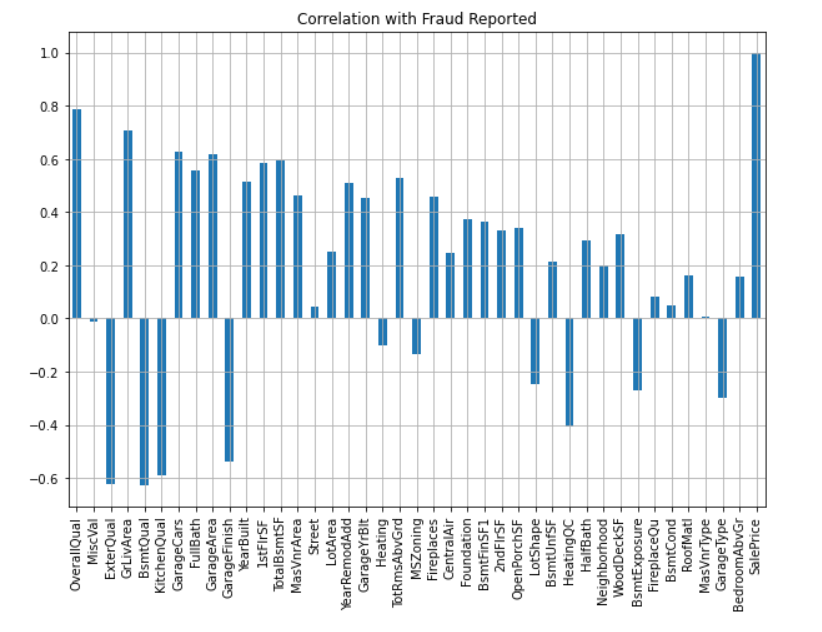 Correlation with Fraud Reported
1.0
0.8
0.6
0.4
0.2
0.0
−0.2
−0.4
−0.6
OverallQual
MiscVal
ExterQual
GrLivArea
BsmtQual
KitchenQual
GarageCars
FullBath
GarageArea
GarageFinish
YearBuilt
1stFlrSF
TotalBsmtSF
MasVnrArea
Street
LotArea
YearRemodAdd
GarageYrBlt
Heating
TotRmsAbvGrd
MSZoning
Fireplaces
CentralAir
Foundation
BsmtFinSF1
2ndFlrSF
OpenPorchSF
LotShape
BsmtUnfSF
HeatingQC
HalfBath
Neighborhood
WoodDeckSF
BsmtExposure
FireplaceQu
BsmtCond
RoofMatl
MasVnrType
GarageType
BedroomAbvGr
SalePrice